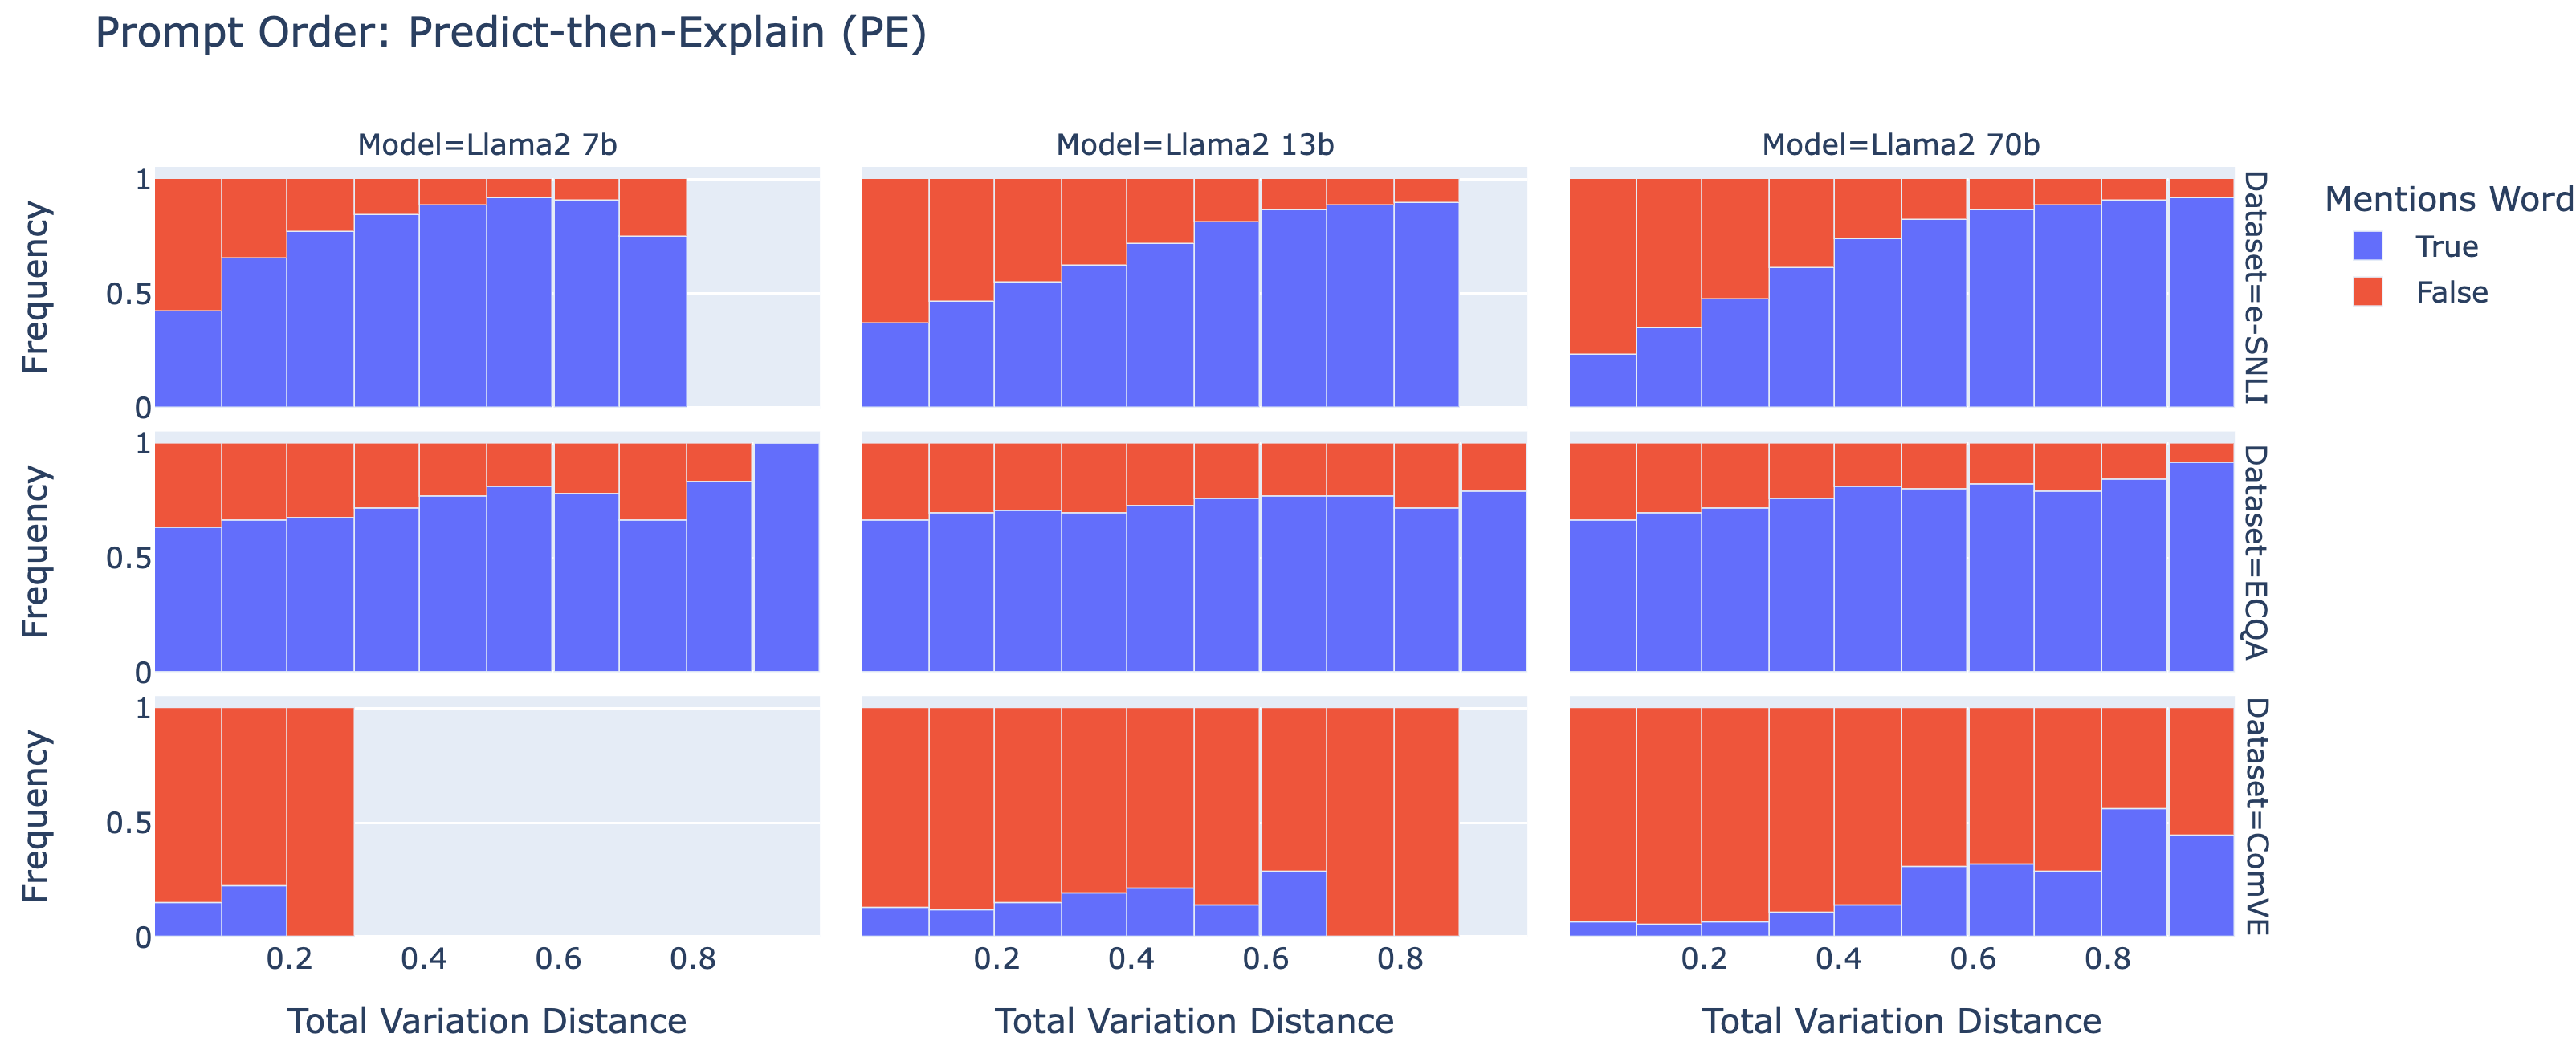 Prompt Order: Predict-then-Explain (PE)
Model=Llama2 7b
Model=Llama2 13b
Model=Llama2 70b
Frequency
1
0.5
0
Dataset=e-SNLI
Mentions Word
True
False
Frequency
1
0.5
0
Dataset=ECQA
Frequency
1
0.5
0
Dataset=ComVE
0.2 0.4 0.6 0.8
0.2 0.4 0.6 0.8
0.2 0.4 0.6 0.8
Total Variation Distance
Total Variation Distance
Total Variation Distance